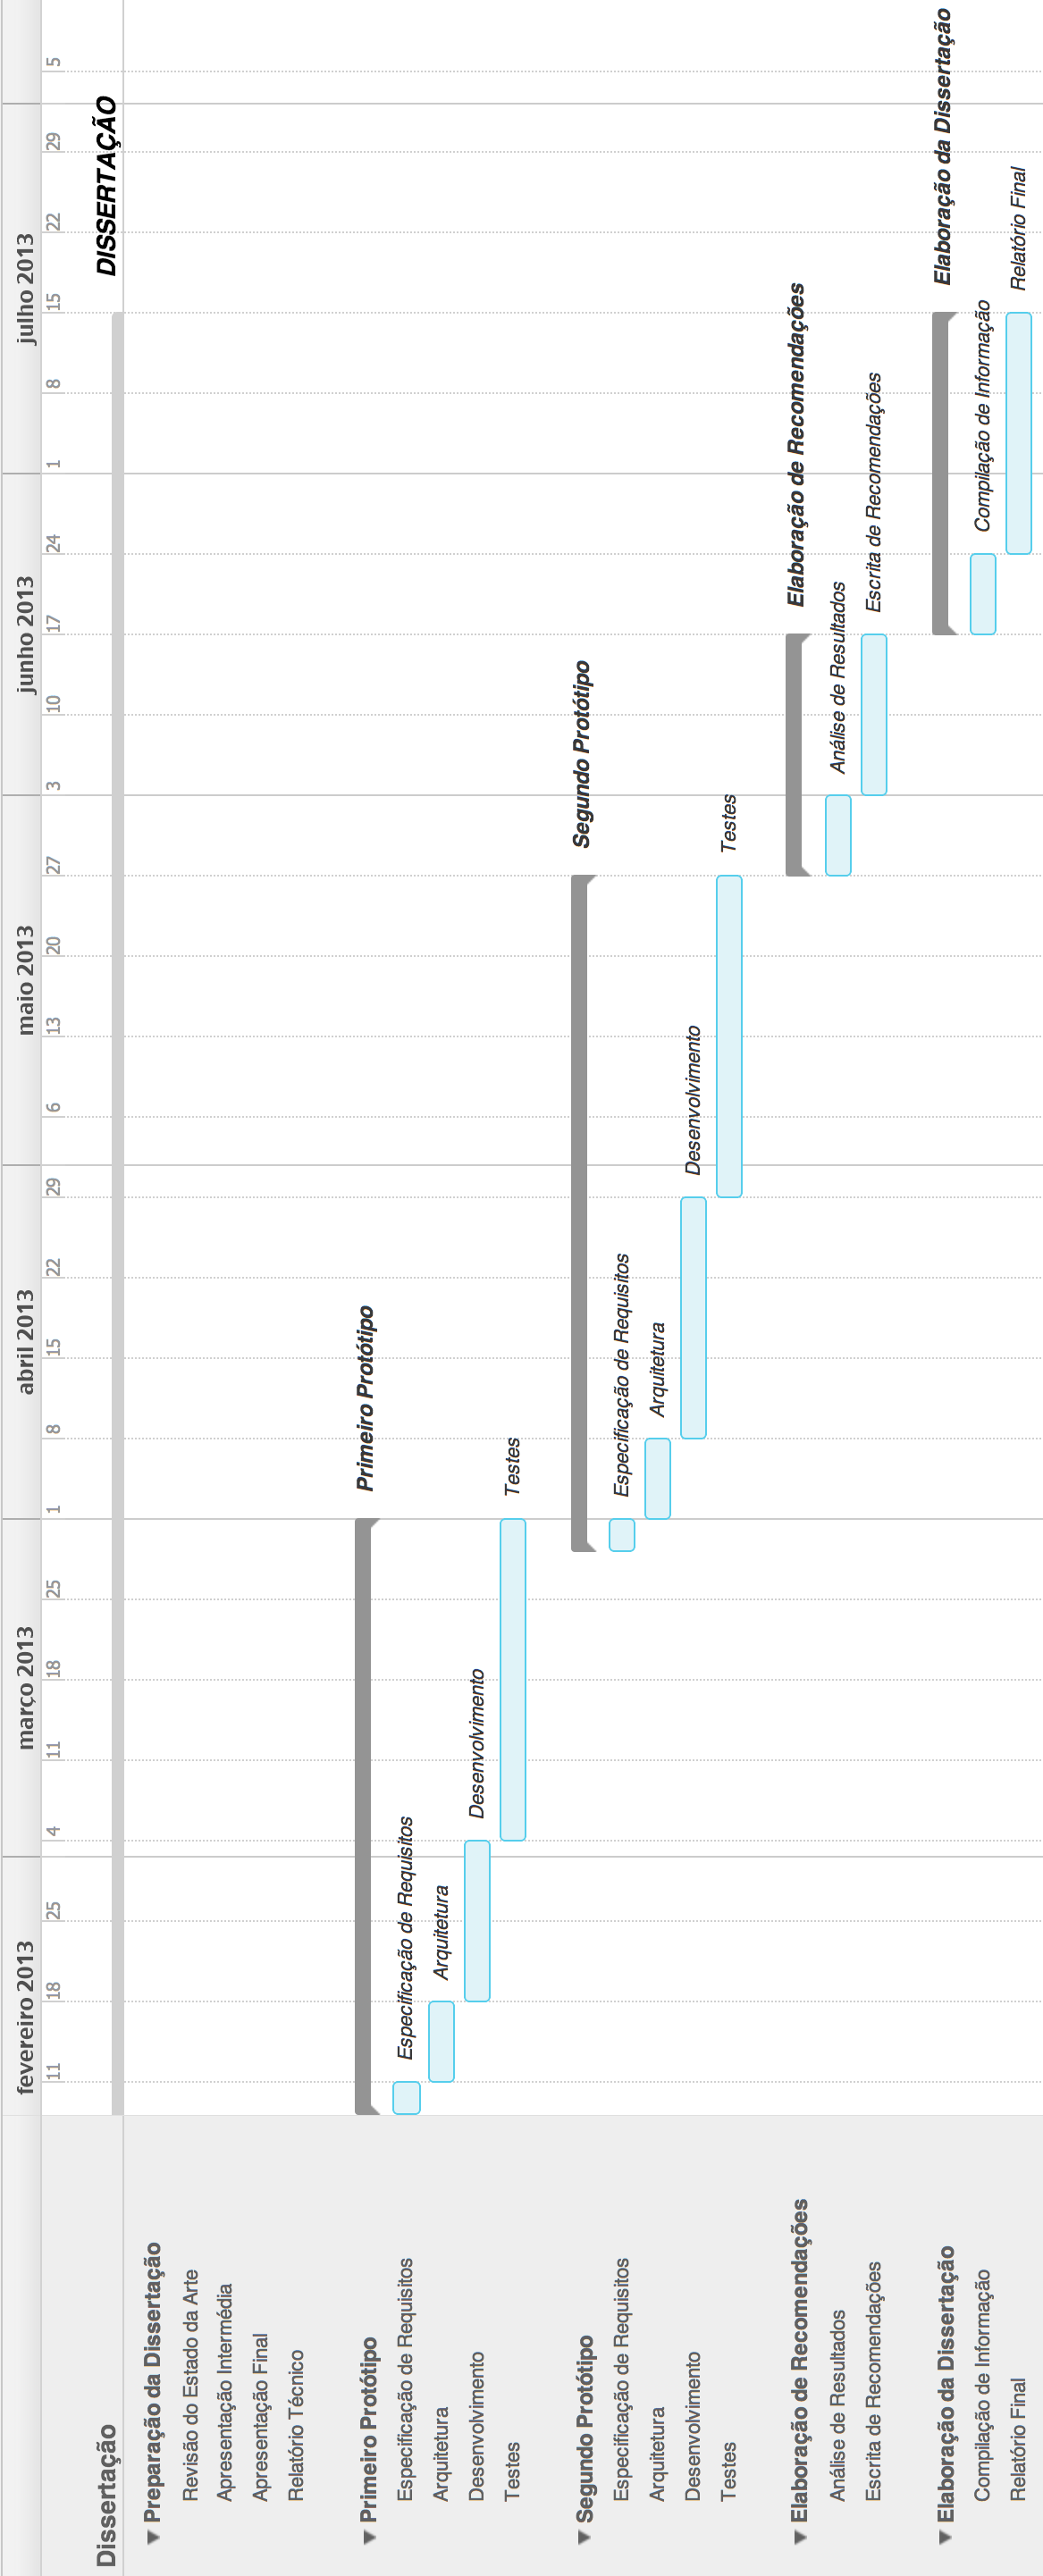 fevereiro 2013 março 2013 abril 2013 maio 2013 junho 2013 julho 2013
11 18 25 4 11 18 25 1 8 15 22 29 6 13 20 27 3 10 17 24 1 8 15 22 29 5
Dissertação DISSERTAÇÃO
Preparação da Dissertação
Revisão do Estado da Arte
Apresentação Intermédia
Apresentação Final
Relatório Técnico
Primeiro Protótipo Primeiro Protótipo
Especificação de Requisitos Especificação de Requisitos
Arquitetura Arquitetura
Desenvolvimento Desenvolvimento
Testes Testes
Segundo Protótipo Segundo Protótipo
Especificação de Requisitos Especificação de Requisitos
Arquitetura Arquitetura
Desenvolvimento Desenvolvimento
Testes Testes
Elaboração de Recomendações Elaboração de Recomendações
Análise de Resultados Análise de Resultados
Escrita de Recomendações Escrita de Recomendações
Elaboração da Dissertação Elaboração da Dissertação
Compilação de Informação Compilação de Informação
Relatório Final Relatório Final